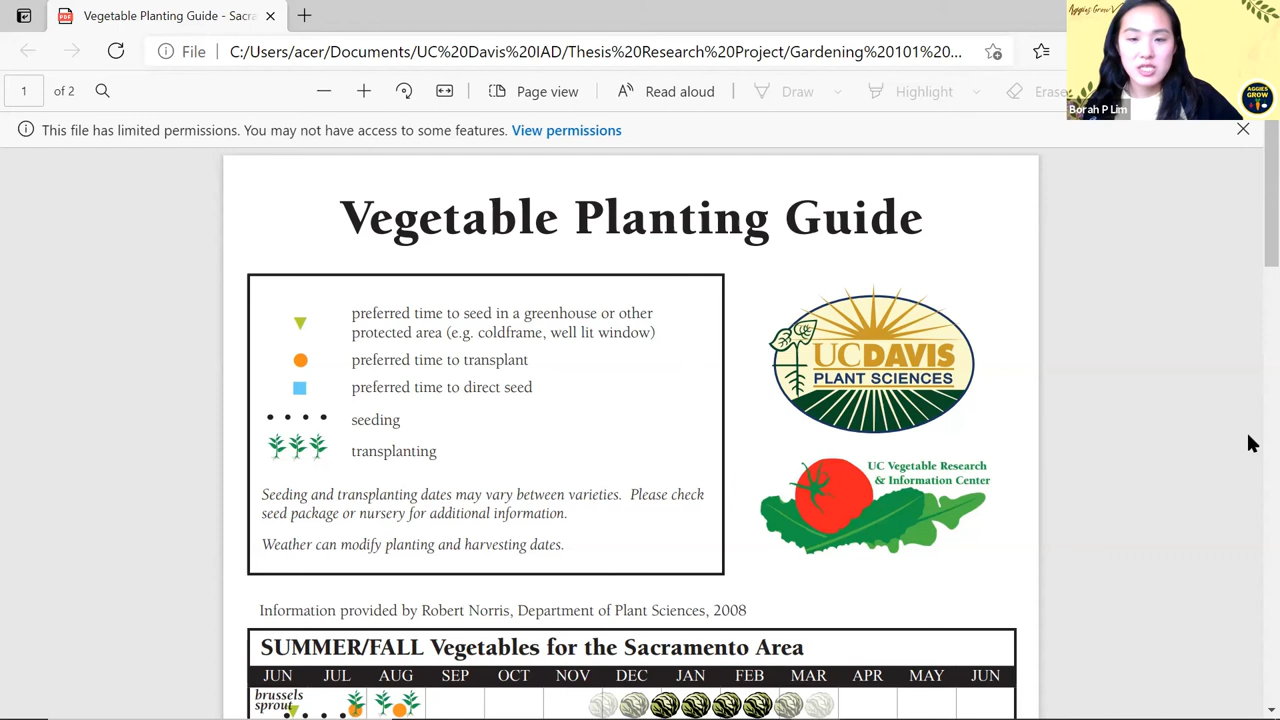 Vegetable Planting Guide - Sacra
File
C:/Users/acer/Documents/UC%20Davis%20IAD/Thesis%20Research%20Project/Gardening%20101%20...
1 of 2
Page view
Read aloud
Draw
Highlight
Erase
Aggies Grow
AGGIES GROW
Borah P Lim
This file has limited permissions. You may not have access to some features. View permissions
Vegetable Planting Guide
preferred time to seed in a greenhouse or other
protected area (e.g. coldframe, well lit window)
preferred time to transplant
preferred time to direct seed
seeding
transplanting
Seeding and transplanting dates may vary between varieties. Please check
seed package or nursery for additional information.
Weather can modify planting and harvesting dates.
UC DAVIS
PLANT SCIENCES
UC Vegetable Research
& Information Center
Information provided by Robert Norris, Department of Plant Sciences, 2008
SUMMER/FALL Vegetables for the Sacramento Area
JUN JUL AUG SEP OCT NOV DEC JAN FEB MAR APR MAY JUN
brussels
sprout